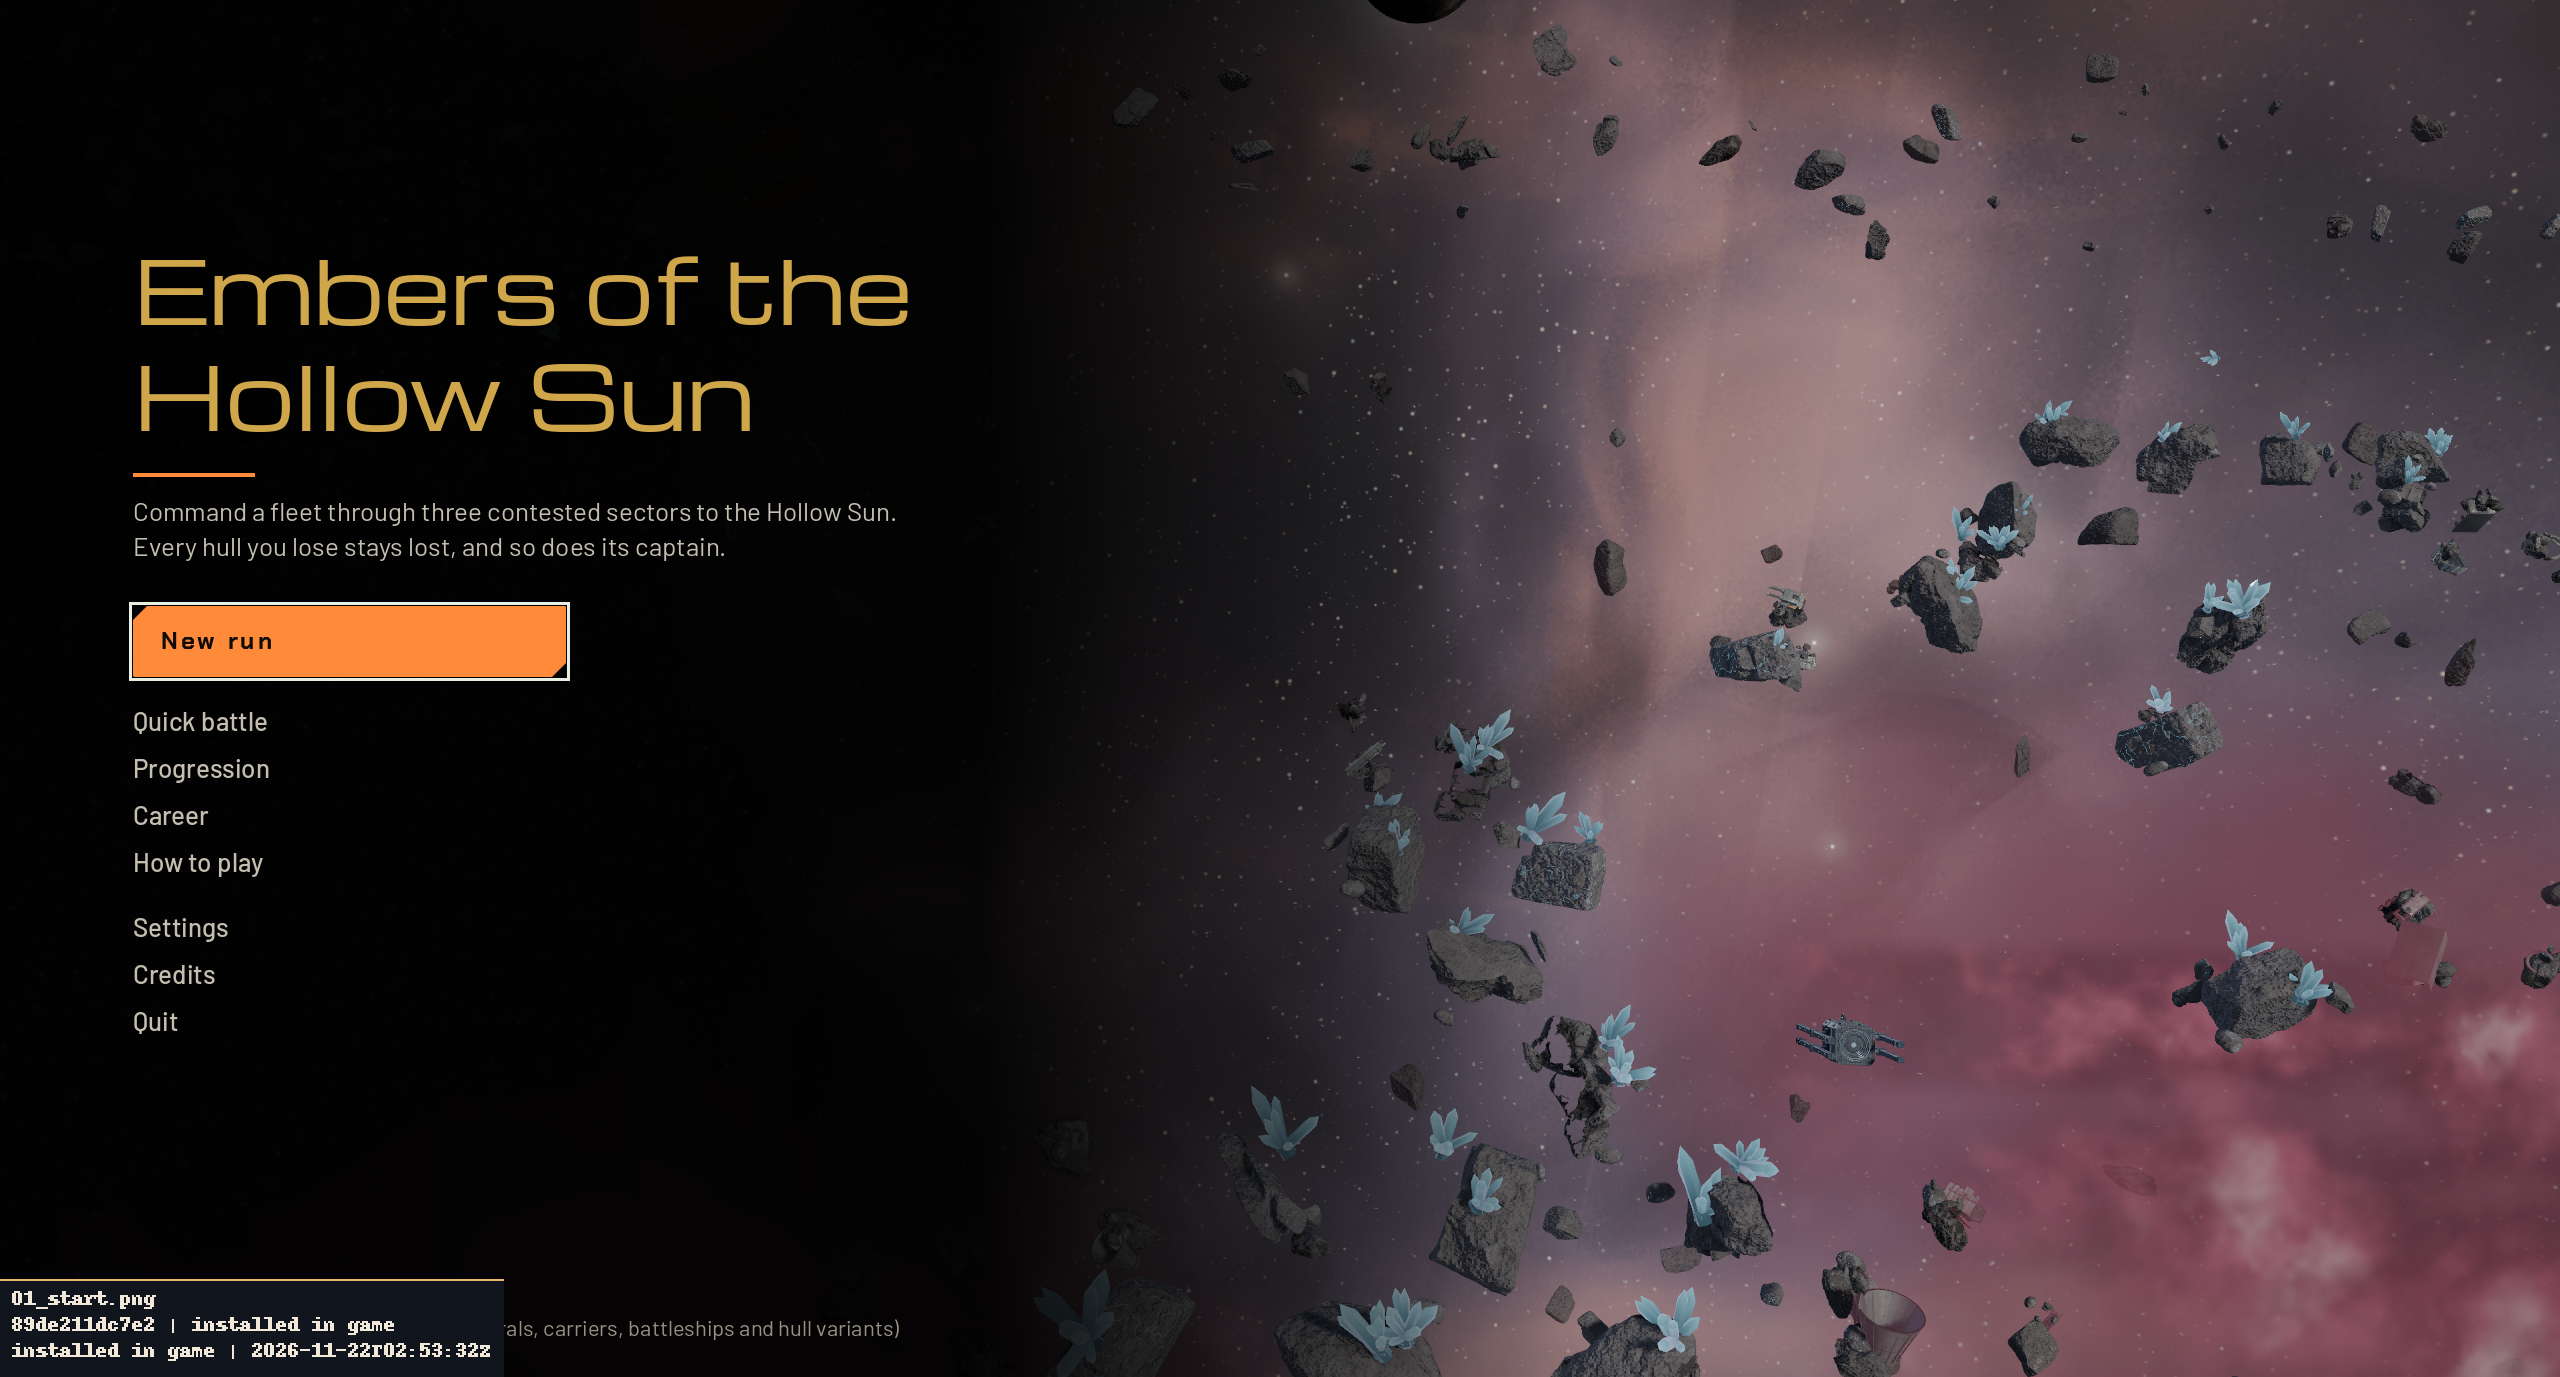 Embers of the
Hollow Sun
Command a fleet through three contested sectors to the Hollow Sun.
Every hull you lose stays lost, and so does its captain.
New run
Quick battle
Progression
Career
How to play
Settings
Credits
Quit
01_start.png
89de211dc7e2 | installed in game
installed in game | 2026-11-22T02:53:32Z
carriers, battleships and hull variants)